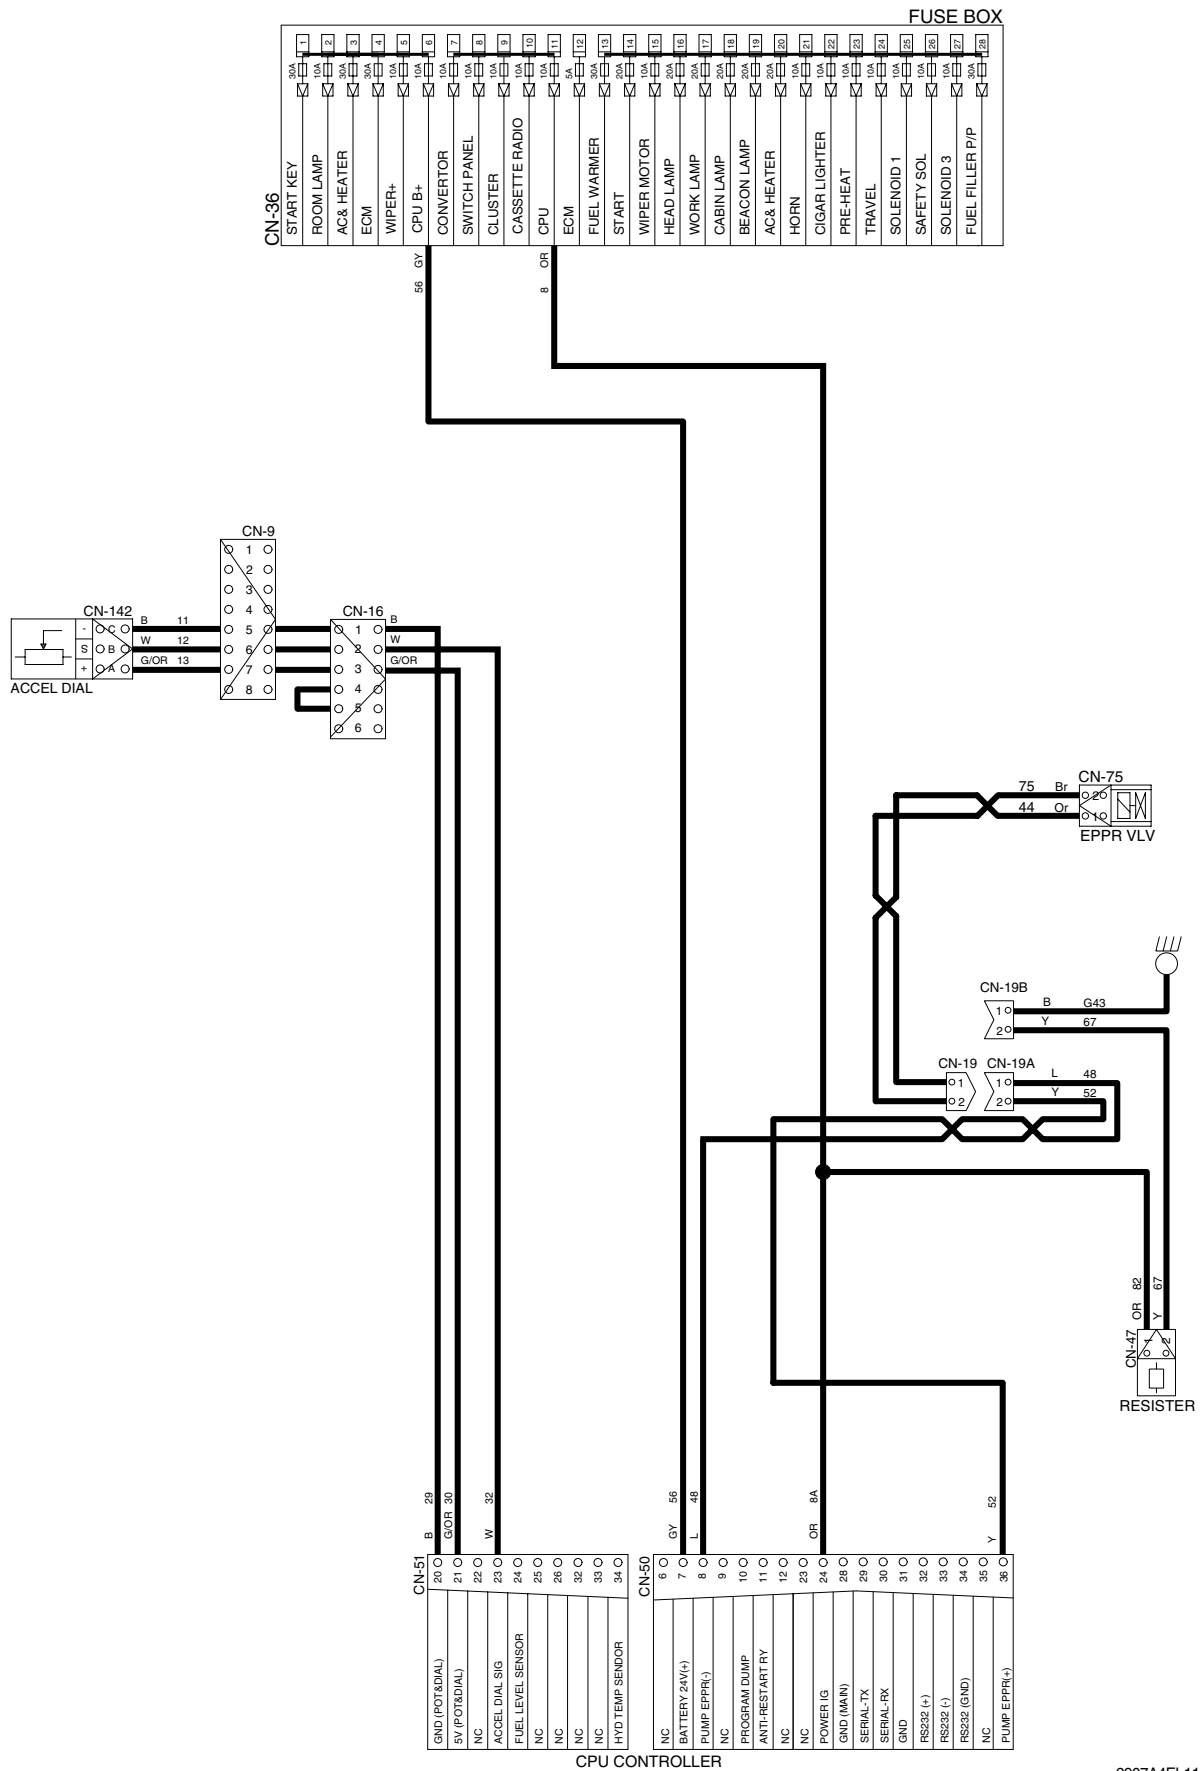 FUSE BOX
1 2 3 4 5 6 7 8 9 10 11 12 13 14 15 16 17 18 19 20 21 22 23 24 25 26 27 28
30A 10A 30A 30A 10A 10A 10A 10A 10A 10A 10A 5A 30A 20A 10A 20A 20A 10A 20A 20A 10A 10A 10A 10A 10A 10A 10A 30A
CN-36
START KEY
ROOM LAMP
AC& HEATER
ECM
WIPER+
CPU B+
CONVERTOR
SWITCH PANEL
CLUSTER
CASSETTE RADIO
CPU
ECM
FUEL WARMER
START
WIPER MOTOR
HEAD LAMP
WORK LAMP
CABIN LAMP
BEACON LAMP
AC& HEATER
HORN
CIGAR LIGHTER
PRE-HEAT
TRAVEL
SOLENOID 1
SAFETY SOL
SOLENOID 3
FUEL FILLER P/P
56 GY
8 OR
CN-9
1
2
3
4
5
6
7
8
CN-142
- C B 11
S B W 12
+ A G/OR 13
ACCEL DIAL
CN-16
1 B
2 W
3 G/OR
4
5
6
CN-75
75 Br 2
44 Or 1
EPPR VLV
CN-19B
1 B G43
2 Y 67
CN-19
1
2
CN-19A
1 L 48
2 Y 52
OR 82
Y 67
CN-47
1 2
RESISTER
B 29
G/OR 30
W 32
GY 56
L 48
OR 8A
Y 52
CN-51
20 21 22 23 24 25 26 32 33 34
GND (POT&DIAL)
5V (POT&DIAL)
NC
ACCEL DIAL SIG
FUEL LEVEL SENSOR
NC
NC
NC
NC
HYD TEMP SENDOR
CN-50
6 7 8 9 10 11 12 23 24 28 29 30 31 32 33 34 35 36
NC
BATTERY 24V(+)
PUMP EPPR(-)
NC
PROGRAM DUMP
ANTI-RESTART RY
NC
NC
POWER IG
GND (MAIN)
SERIAL-TX
SERIAL-RX
GND
RS232 (+)
RS232 (-)
RS232 (GND)
NC
PUMP EPPR(+)
CPU CONTROLLER